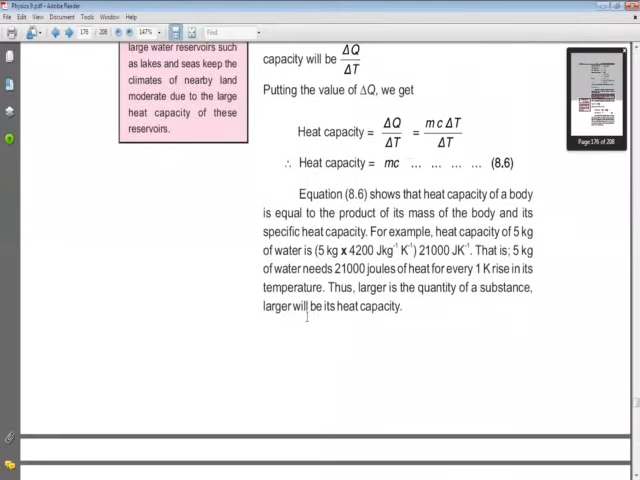 Physics 9.pdf - Adobe Reader
File Edit View Document Tools Window Help
176 / 208 147% Find
large water reservoirs such
as lakes and seas keep the
climates of nearby land
moderate due to the large
heat capacity of these
reservoirs.
capacity will be ΔQ/ΔT
Putting the value of ΔQ, we get
Heat capacity = ΔQ/ΔT = m c ΔT/ΔT
∴ Heat capacity = mc ... ... ... ... (8.6)
Equation (8.6) shows that heat capacity of a body
is equal to the product of its mass of the body and its
specific heat capacity. For example, heat capacity of 5 kg
of water is (5 kg x 4200 Jkg⁻¹ K⁻¹) 21000 JK⁻¹. That is; 5 kg
of water needs 21000 joules of heat for every 1 K rise in its
temperature. Thus, larger is the quantity of a substance,
larger will be its heat capacity.
Page 176 of 208